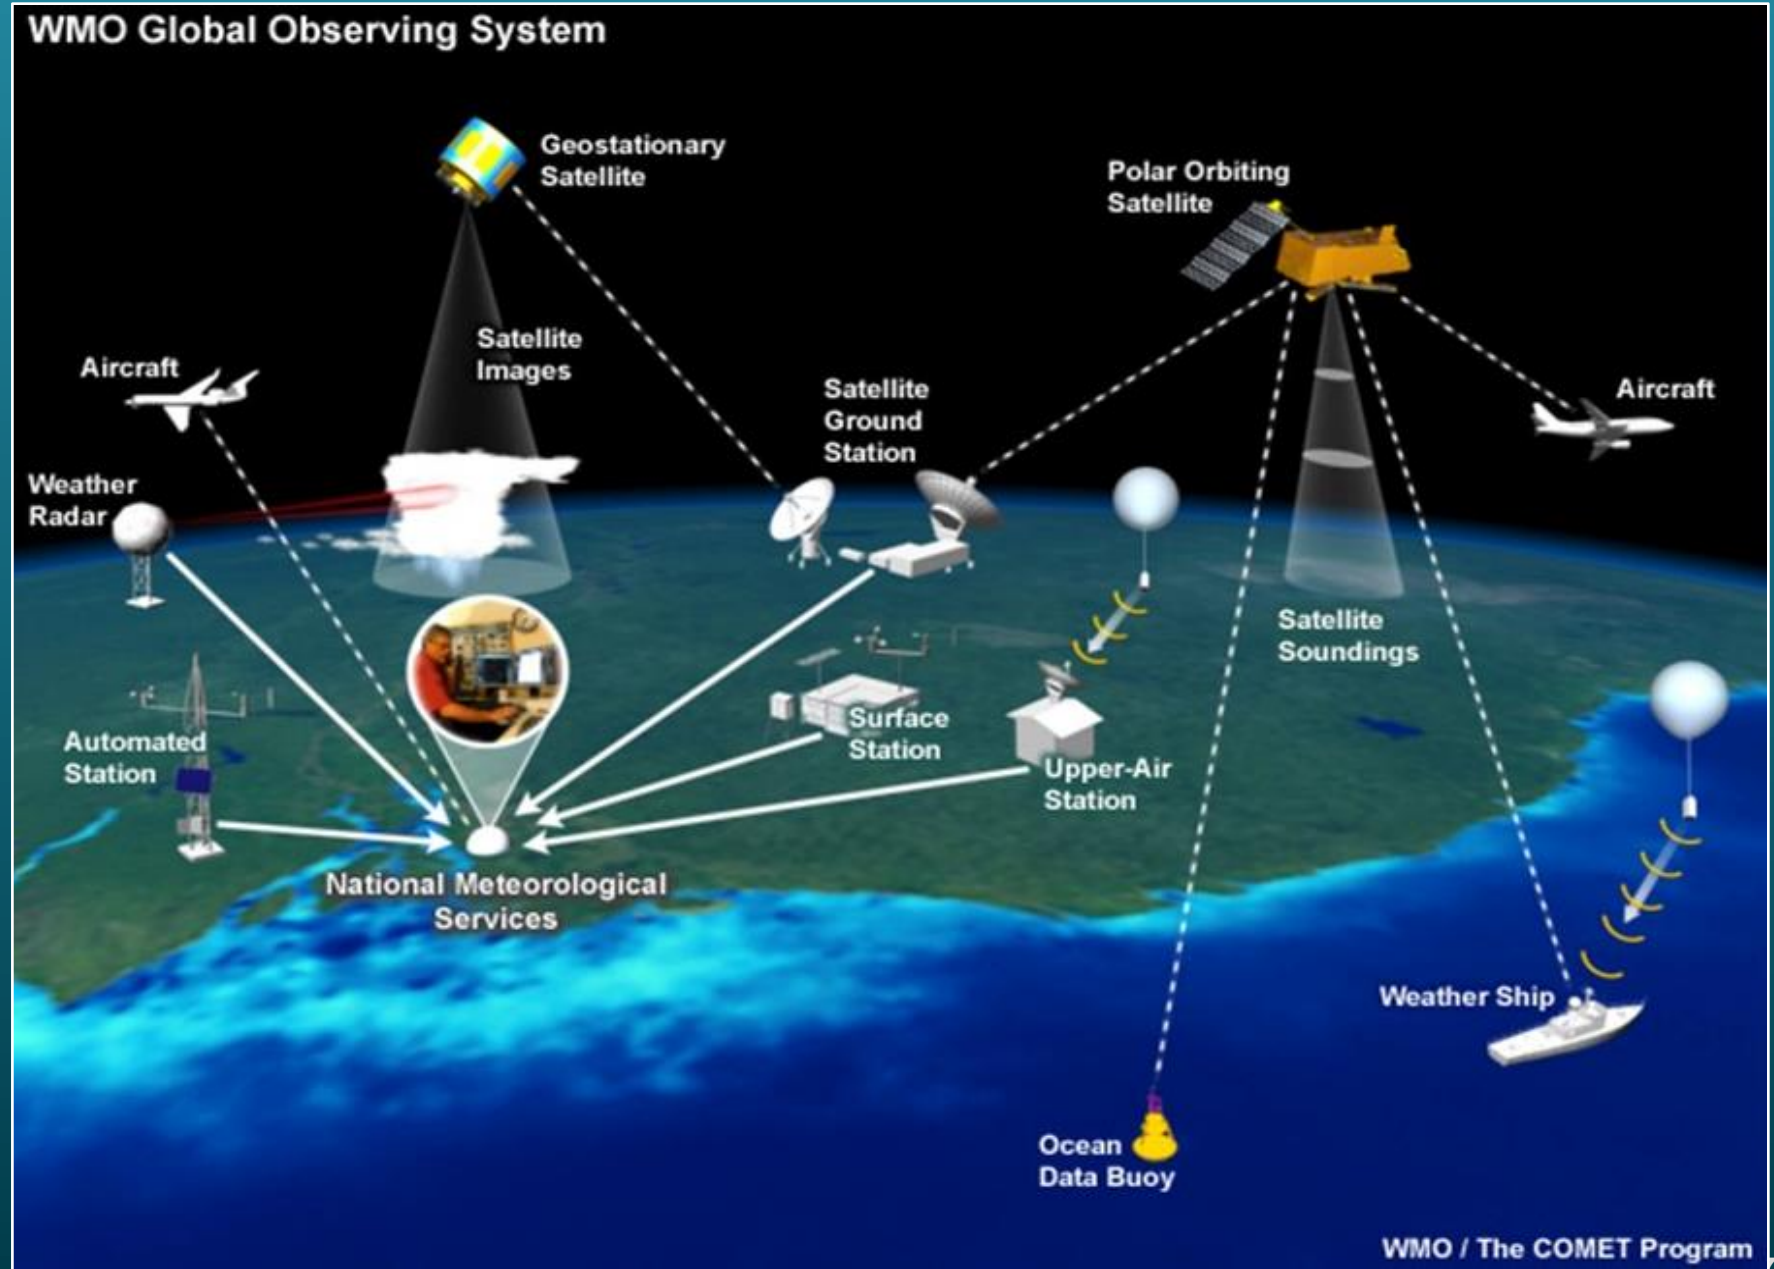 WMO Global Observing System
Geostationary
Satellite
Polar Orbiting
Satellite
Satellite
Images
Aircraft
Satellite
Ground
Station
Aircraft
Weather
Radar
Satellite
Soundings
Automated
Station
Surface
Station
Upper-Air
Station
National Meteorological
Services
Weather Ship
Ocean
Data Buoy
WMO / The COMET Program